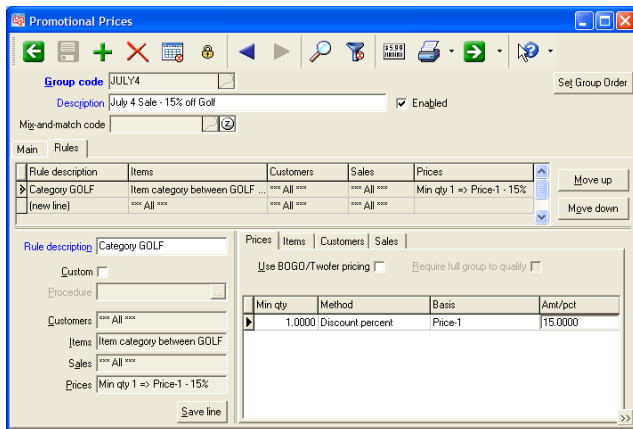 Promotional Prices
Group code JULY4 Set Group Order
Description July 4 Sale - 15% off Golf Enabled
Mix-and-match code
Main Rules
Rule description Items Customers Sales Prices
Category GOLF Item category between GOLF ... *** All *** *** All *** Min qty 1 => Price-1 - 15% Move up
(new line) *** All *** *** All *** *** All *** Move down
Rule description Category GOLF Prices Items Customers Sales
Custom Use BOGO/Twofer pricing Require full group to qualify
Procedure ...
Min qty Method Basis Amt/pct
Customers *** All *** 1.0000 Discount percent Price-1 15.0000
Items Item category between GOLF
Sales *** All ***
Prices Min qty 1 => Price-1 - 15%
Save line >>